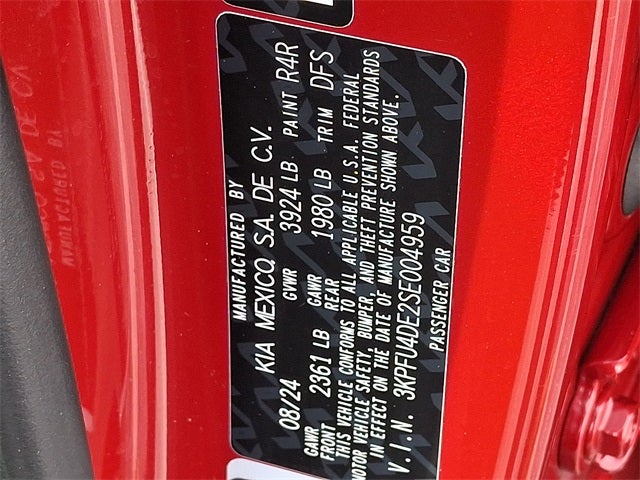 MANUFACTURED BY
KIA MEXICO, S.A. DE C.V.
08/24 GVWR 3924 LB PAINT R4R
GAWR FRONT 2361 LB GAWR REAR 1980 LB TRIM DFS
THIS VEHICLE CONFORMS TO ALL APPLICABLE U.S.A. FEDERAL
MOTOR VEHICLE SAFETY, BUMPER, AND THEFT PREVENTION STANDARDS
IN EFFECT ON THE DATE OF MANUFACTURE SHOWN ABOVE.
V.I.N. 3KPFU4DE2SE004959
PASSENGER CAR